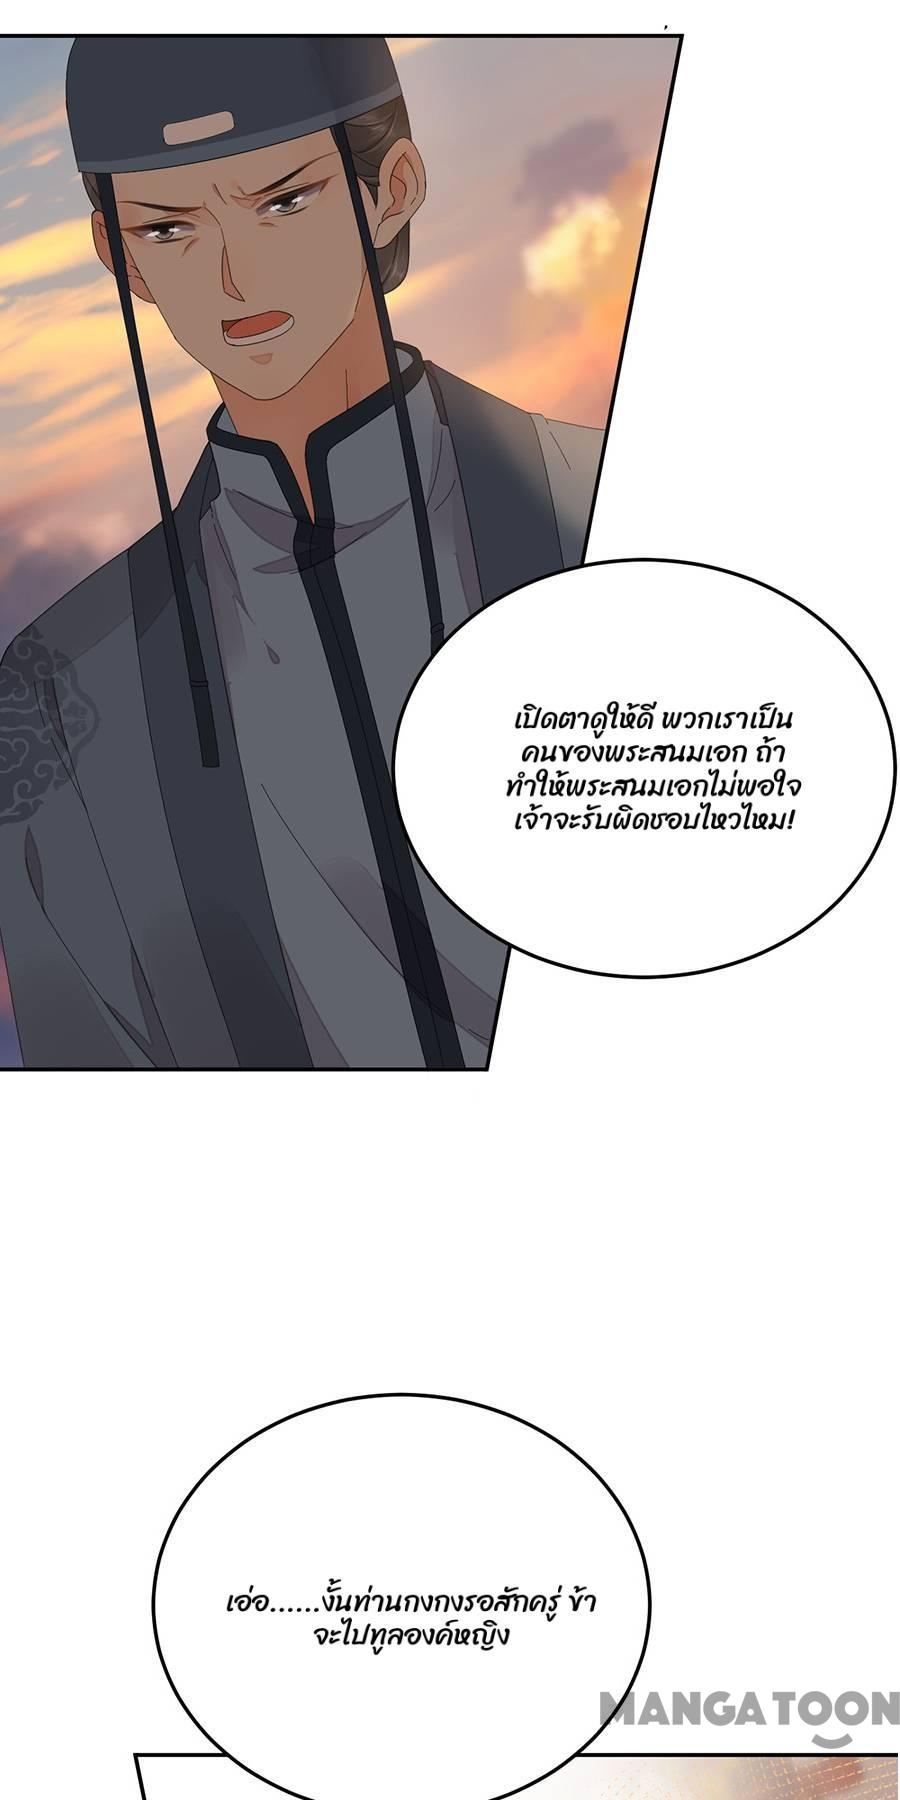 เปิดตาดูให้ดี พวกเราเป็น
คนของพระสนมเอก ถ้า
ทำให้พระสนมเอกไม่พอใจ
เจ้าจะรับผิดชอบไหวไหม!
เอ่อ......งั้นท่านกงกงรอสักครู่ ข้า
จะไปทูลองค์หญิง
MANGATOON